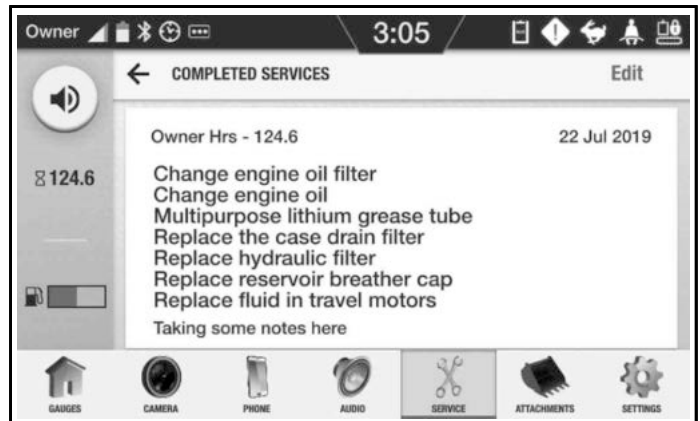 Owner 3:05
COMPLETED SERVICES Edit
Owner Hrs - 124.6 22 Jul 2019
124.6
Change engine oil filter
Change engine oil
Multipurpose lithium grease tube
Replace the case drain filter
Replace hydraulic filter
Replace reservoir breather cap
Replace fluid in travel motors
Taking some notes here
GAUGES CAMERA PHONE AUDIO SERVICE ATTACHMENTS SETTINGS